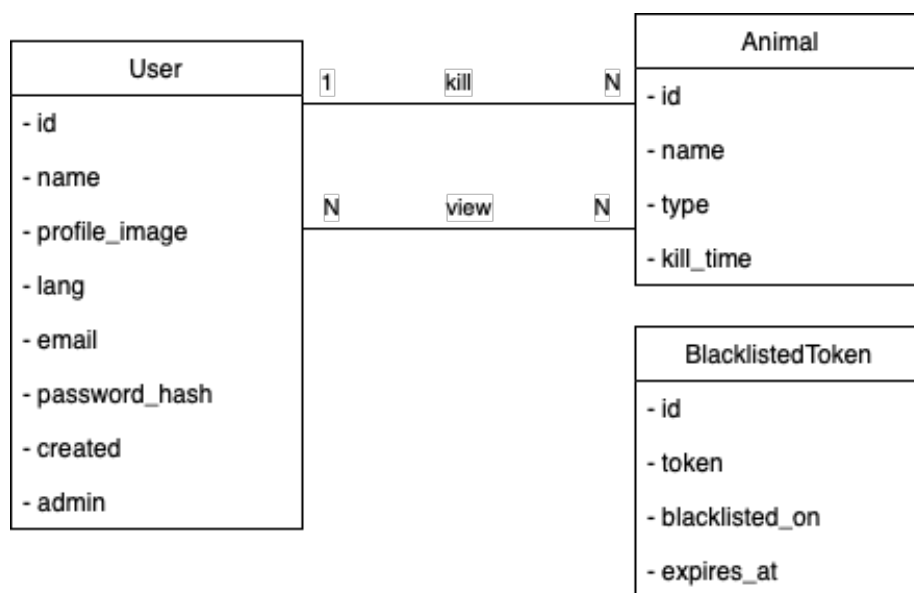 User
- id
- name
- profile_image
- lang
- email
- password_hash
- created
- admin
1 kill N
N view N
Animal
- id
- name
- type
- kill_time
BlacklistedToken
- id
- token
- blacklisted_on
- expires_at